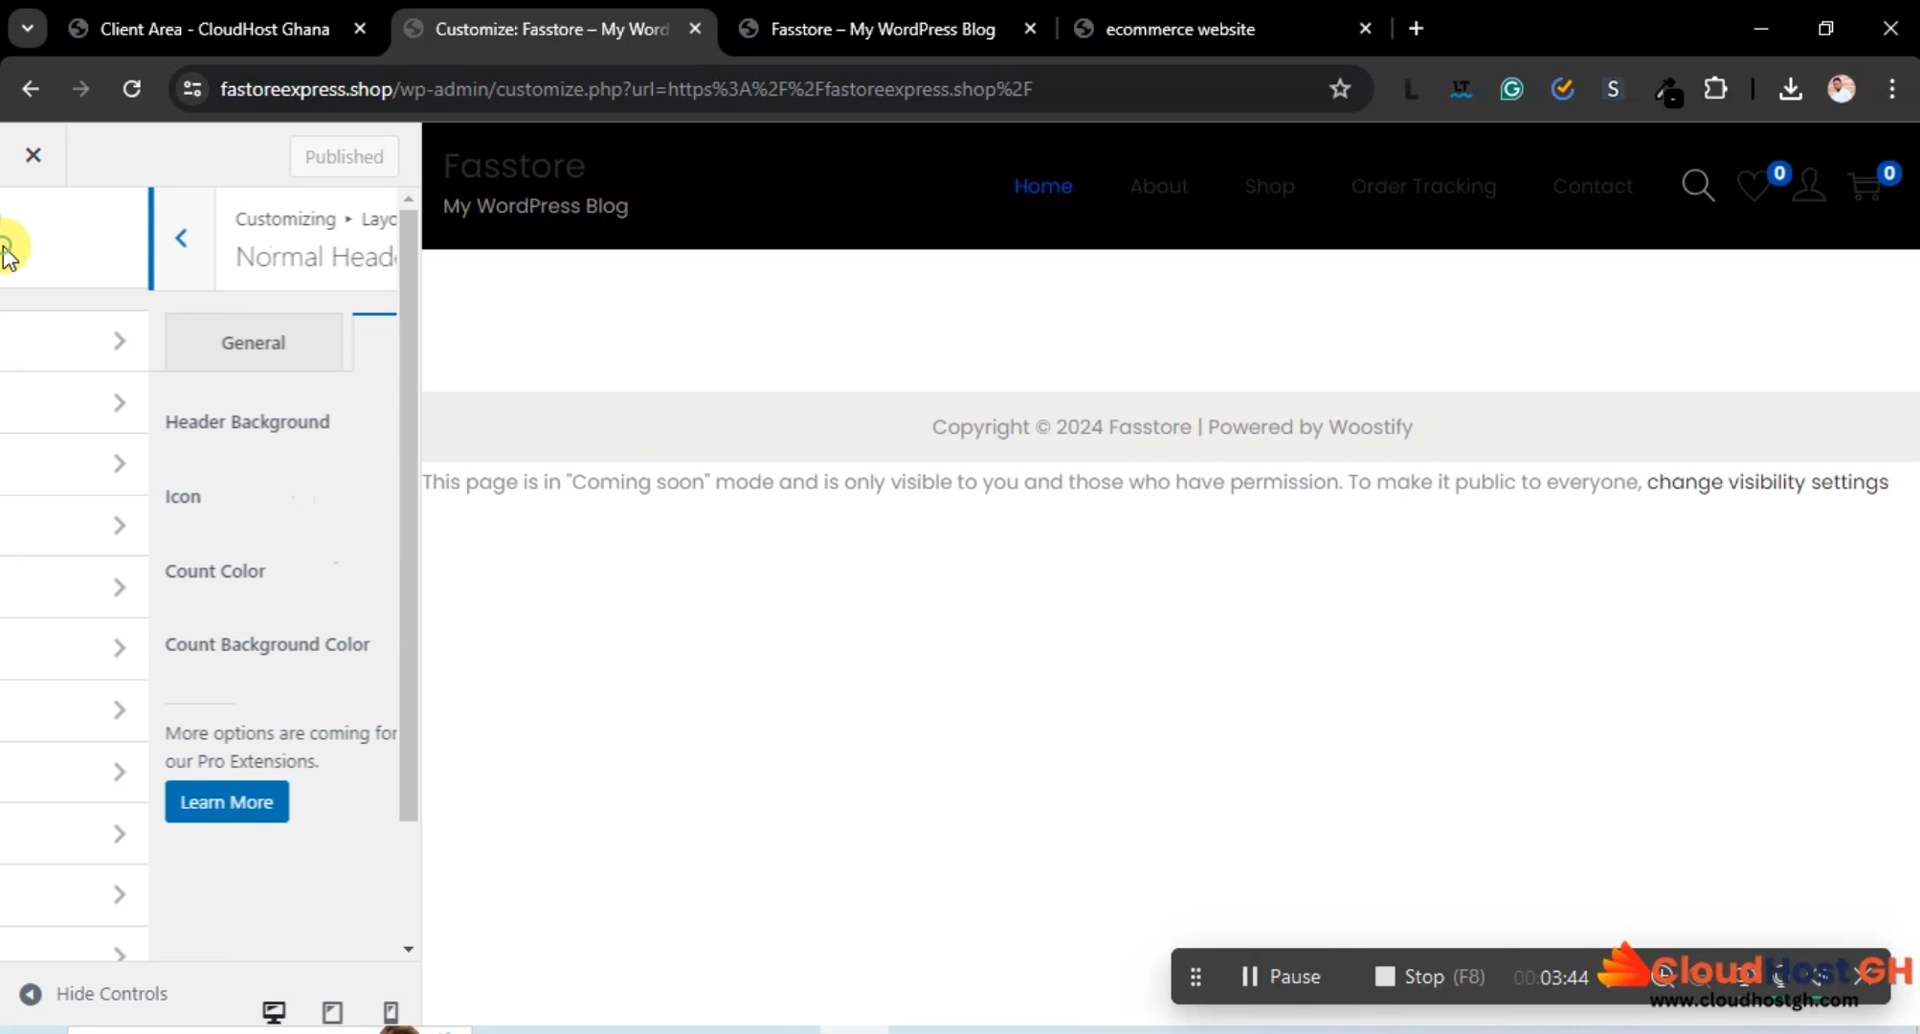 Client Area - CloudHost Ghana
Customize: Fasstore – My Word
Fasstore – My WordPress Blog
ecommerce website
fastoreexpress.shop/wp-admin/customize.php?url=https%3A%2F%2Ffastoreexpress.shop%2F
L
LT
S
Published
Customizing ▸ Layo
Normal Heade
General
Header Background
Icon
Count Color
Count Background Color
More options are coming for
our Pro Extensions.
Learn More
Hide Controls
Fasstore
My WordPress Blog
Home
About
Shop
Order Tracking
Contact
0
0
Copyright © 2024 Fasstore | Powered by Woostify
This page is in "Coming soon" mode and is only visible to you and those who have permission. To make it public to everyone, change visibility settings
Pause
Stop (F8)
00:03:44
CloudHost GH
www.cloudhostgh.com